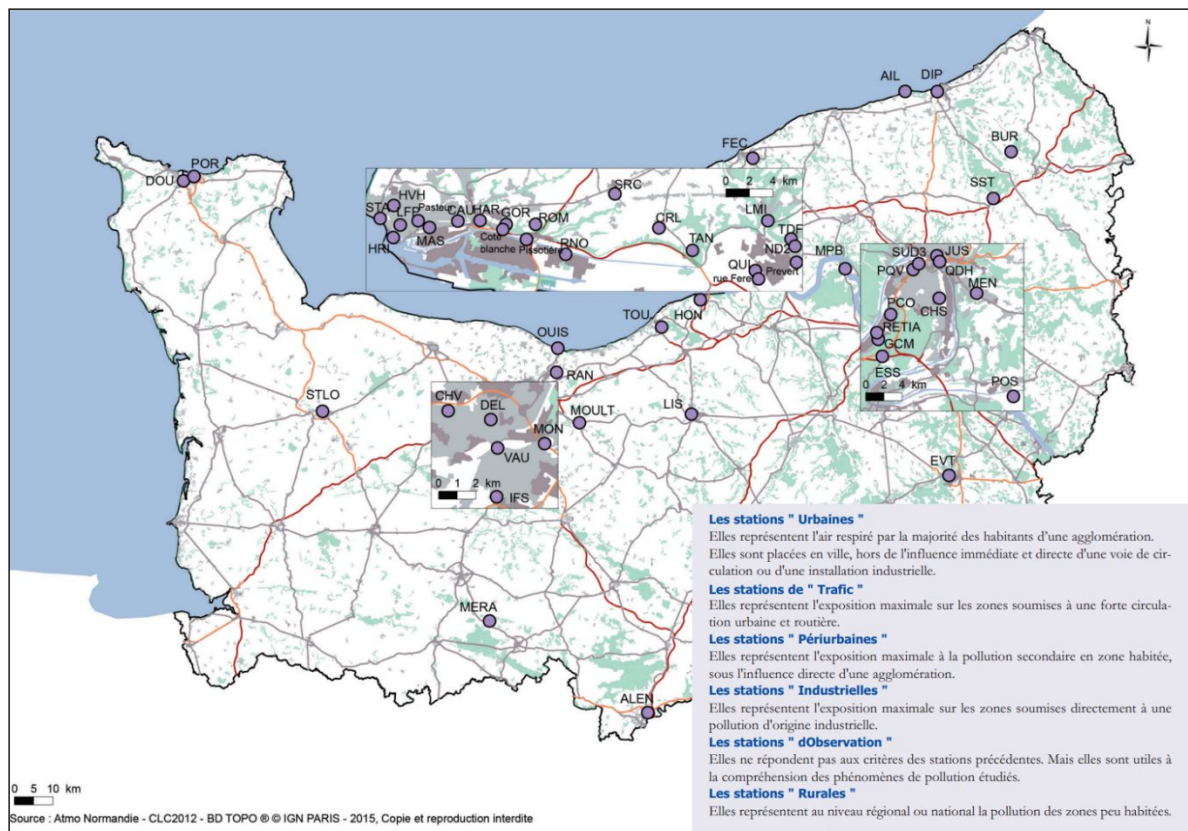 N
AIL DIP
BUR
FEC
SST
POR
DOU
0 2 4 km
SRC
HVH
STA
LFP
Pasteur
CAU
HAR
GOR
ROM
CRL
LMI
HRI
MAS
Coté
blanche
Pissotière
RNO
TAN
TDF
ND2
QUI
Prevert
rue Feret
MPB
SUD3
JUS
PQV
QDH
MEN
PCO
CHS
RETIA
GCM
ESS
0 2 4 km
POS
TOU
HON
OUIS
RAN
STLO
CHV
DEL
MON
VAU
0 1 2 km
IFS
MOULT
LIS
EVT
MERA
ALEN
Les stations " Urbaines "
Elles représentent l'air respiré par la majorité des habitants d'une agglomération.
Elles sont placées en ville, hors de l'influence immédiate et directe d'une voie de cir-
culation ou d'une installation industrielle.
Les stations de " Trafic "
Elles représentent l'exposition maximale sur les zones soumises à une forte circula-
tion urbaine et routière.
Les stations " Périurbaines "
Elles représentent l'exposition maximale à la pollution secondaire en zone habitée,
sous l'influence directe d'une agglomération.
Les stations " Industrielles "
Elles représentent l'exposition maximale sur les zones soumises directement à une
pollution d'origine industrielle.
Les stations " dObservation "
Elles ne répondent pas aux critères des stations précédentes. Mais elles sont utiles à
la compréhension des phénomènes de pollution étudiés.
Les stations " Rurales "
Elles représentent au niveau régional ou national la pollution des zones peu habitées.
0 5 10 km
Source : Atmo Normandie - CLC2012 - BD TOPO ® © IGN PARIS - 2015, Copie et reproduction interdite